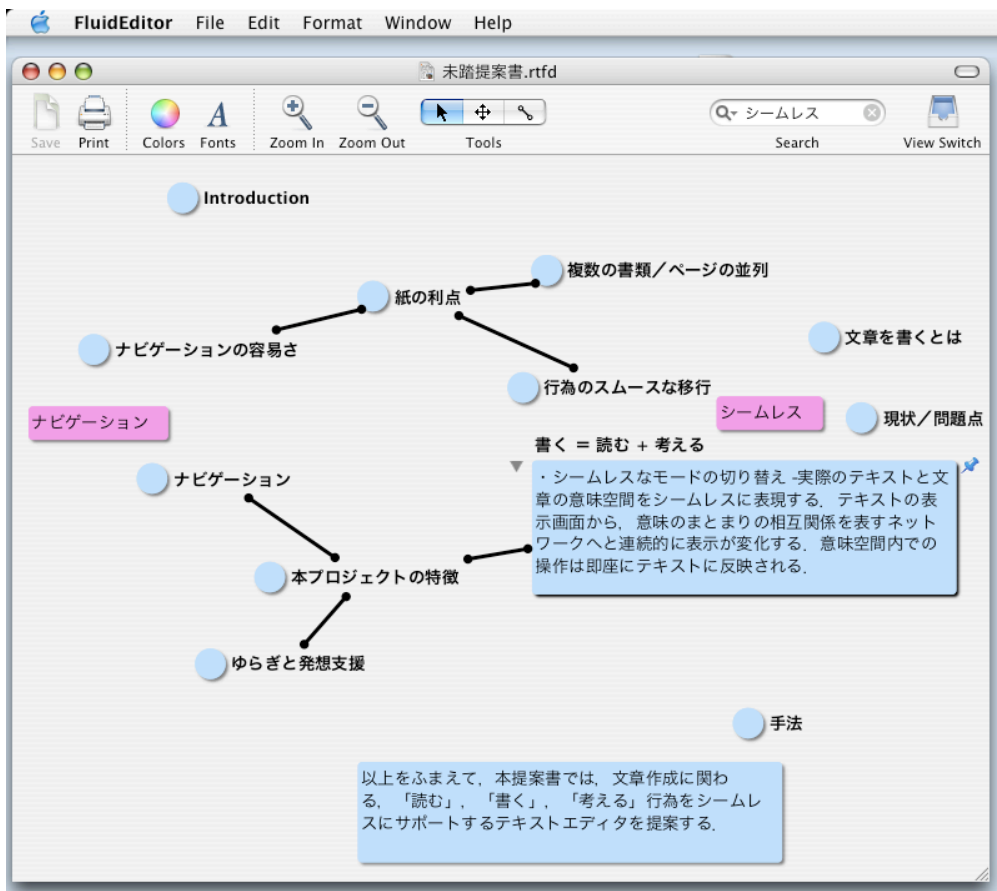 FluidEditor File Edit Format Window Help
未踏提案書.rtfd
シームレス
Save Print Colors Fonts Zoom In Zoom Out Tools Search View Switch
Introduction
複数の書類／ページの並列
紙の利点
文章を書くとは
ナビゲーションの容易さ
行為のスムースな移行
シームレス
ナビゲーション
現状／問題点
書く = 読む + 考える
・シームレスなモードの切り替え -実際のテキストと文
章の意味空間をシームレスに表現する．テキストの表
示画面から，意味のまとまりの相互関係を表すネット
ワークへと連続的に表示が変化する．意味空間内での
操作は即座にテキストに反映される．
ナビゲーション
本プロジェクトの特徴
ゆらぎと発想支援
手法
以上をふまえて，本提案書では，文章作成に関わ
る，「読む」，「書く」，「考える」行為をシームレ
スにサポートするテキストエディタを提案する．